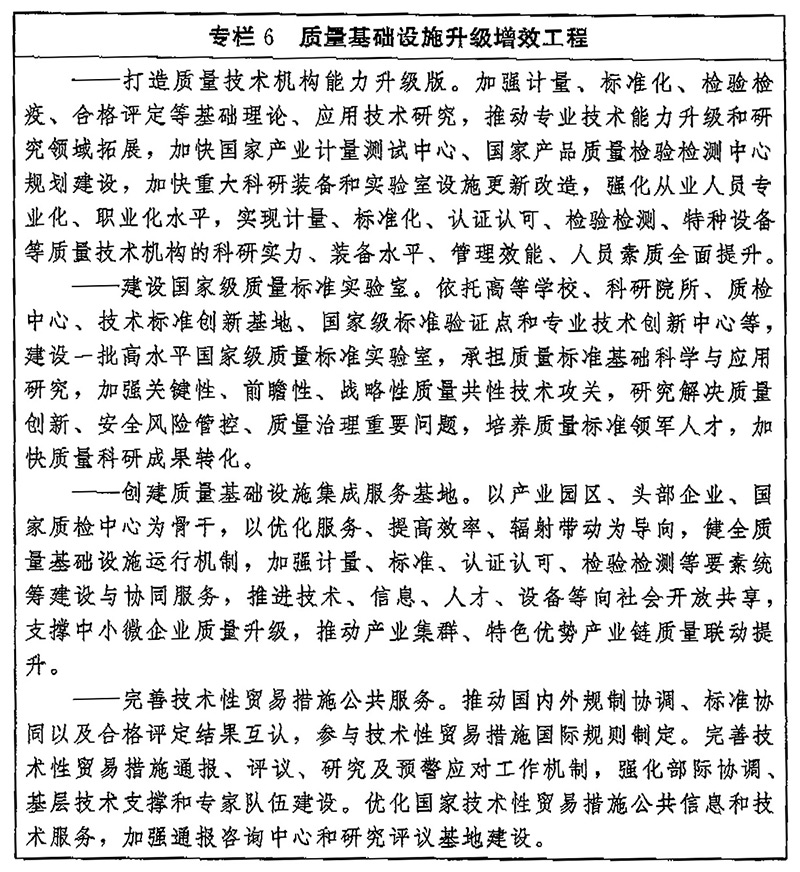 专栏 6 质量基础设施升级增效工程
——打造质量技术机构能力升级版。加强计量、标准化、检验检
疫、合格评定等基础理论、应用技术研究，推动专业技术能力升级和研
究领域拓展，加快国家产业计量测试中心、国家产品质量检验检测中心
规划建设，加快重大科研装备和实验室设施更新改造，强化从业人员专
业化、职业化水平，实现计量、标准化、认证认可、检验检测、特种设备
等质量技术机构的科研实力、装备水平、管理效能、人员素质全面提升。
——建设国家级质量标准实验室。依托高等学校、科研院所、质检
中心、技术标准创新基地、国家级标准验证点和专业技术创新中心等，
建设一批高水平国家级质量标准实验室，承担质量标准基础科学与应用
研究，加强关键性、前瞻性、战略性质量共性技术攻关，研究解决质量
创新、安全风险管控、质量治理重要问题，培养质量标准领军人才，加
快质量科研成果转化。
——创建质量基础设施集成服务基地。以产业园区、头部企业、国
家质检中心为骨干，以优化服务、提高效率、辐射带动为导向，健全质
量基础设施运行机制，加强计量、标准、认证认可、检验检测等要素统
筹建设与协同服务，推进技术、信息、人才、设备等向社会开放共享，
支撑中小微企业质量升级，推动产业集群、特色优势产业链质量联动提
升。
——完善技术性贸易措施公共服务。推动国内外规制协调、标准协
同以及合格评定结果互认，参与技术性贸易措施国际规则制定。完善技
术性贸易措施通报、评议、研究及预警应对工作机制，强化部际协调、
基层技术支撑和专家队伍建设。优化国家技术性贸易措施公共信息和技
术服务，加强通报咨询中心和研究评议基地建设。